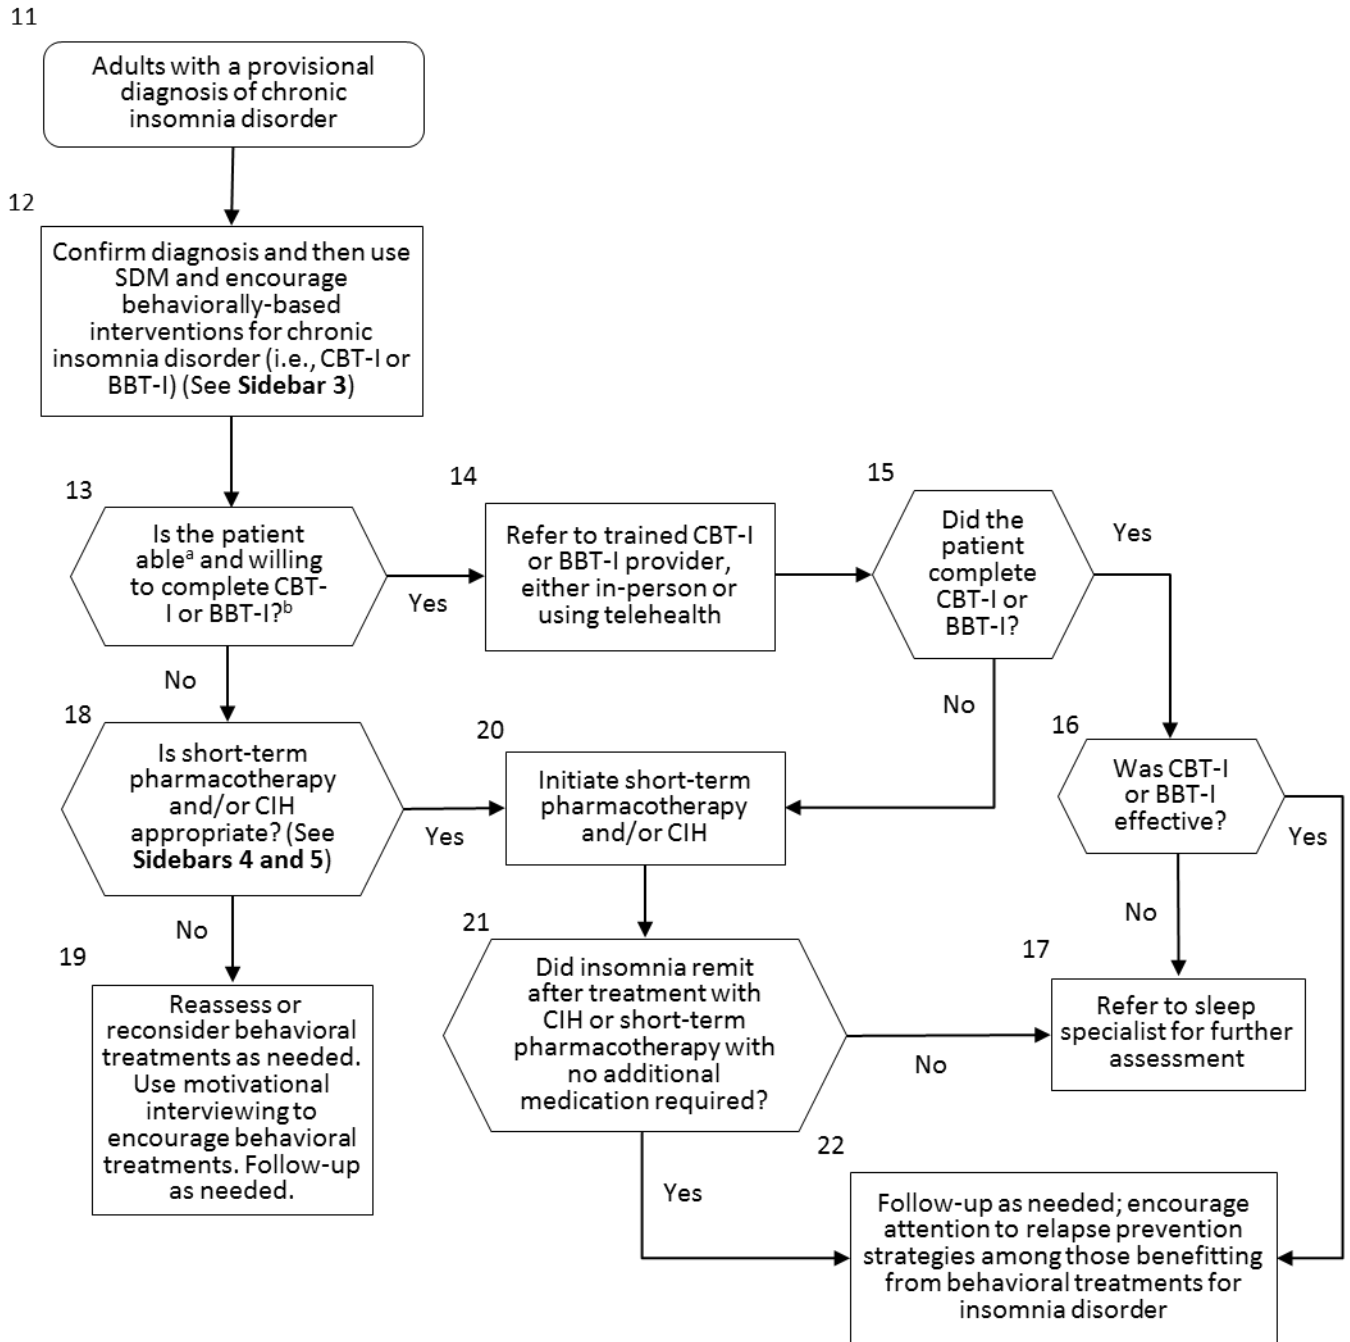 11
Adults with a provisional
diagnosis of chronic
insomnia disorder
12
Confirm diagnosis and then use
SDM and encourage
behaviorally-based
interventions for chronic
insomnia disorder (i.e., CBT-I or
BBT-I) (See Sidebar 3)
13
Is the patient
ableᵃ and willing
to complete CBT-
I or BBT-I?ᵇ
Yes
No
14
Refer to trained CBT-I
or BBT-I provider,
either in-person or
using telehealth
15
Did the
patient
complete
CBT-I or
BBT-I?
Yes
No
16
Was CBT-I
or BBT-I
effective?
Yes
No
17
Refer to sleep
specialist for further
assessment
18
Is short-term
pharmacotherapy
and/or CIH
appropriate? (See
Sidebars 4 and 5)
Yes
No
19
Reassess or
reconsider behavioral
treatments as needed.
Use motivational
interviewing to
encourage behavioral
treatments. Follow-up
as needed.
20
Initiate short-term
pharmacotherapy
and/or CIH
21
Did insomnia remit
after treatment with
CIH or short-term
pharmacotherapy with
no additional
medication required?
No
Yes
22
Follow-up as needed; encourage
attention to relapse prevention
strategies among those benefitting
from behavioral treatments for
insomnia disorder